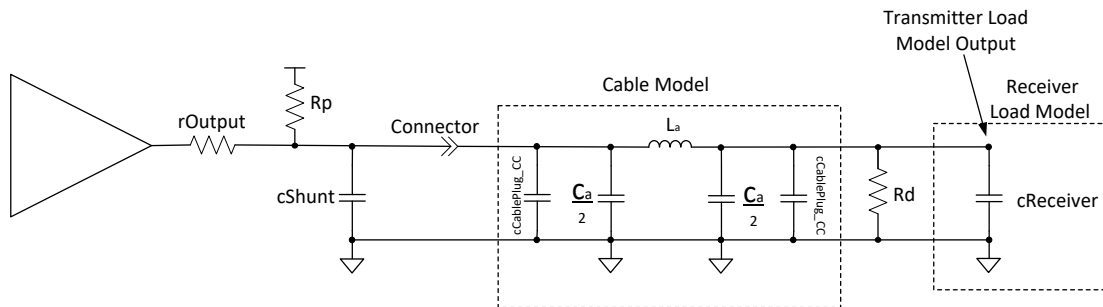 Transmitter Load
Model Output
Receiver
Load Model
Cable Model
Rp
rOutput
Connector
La
cShunt
cCablePlug_CC
Ca
2
Ca
2
cCablePlug_CC
Rd
cReceiver